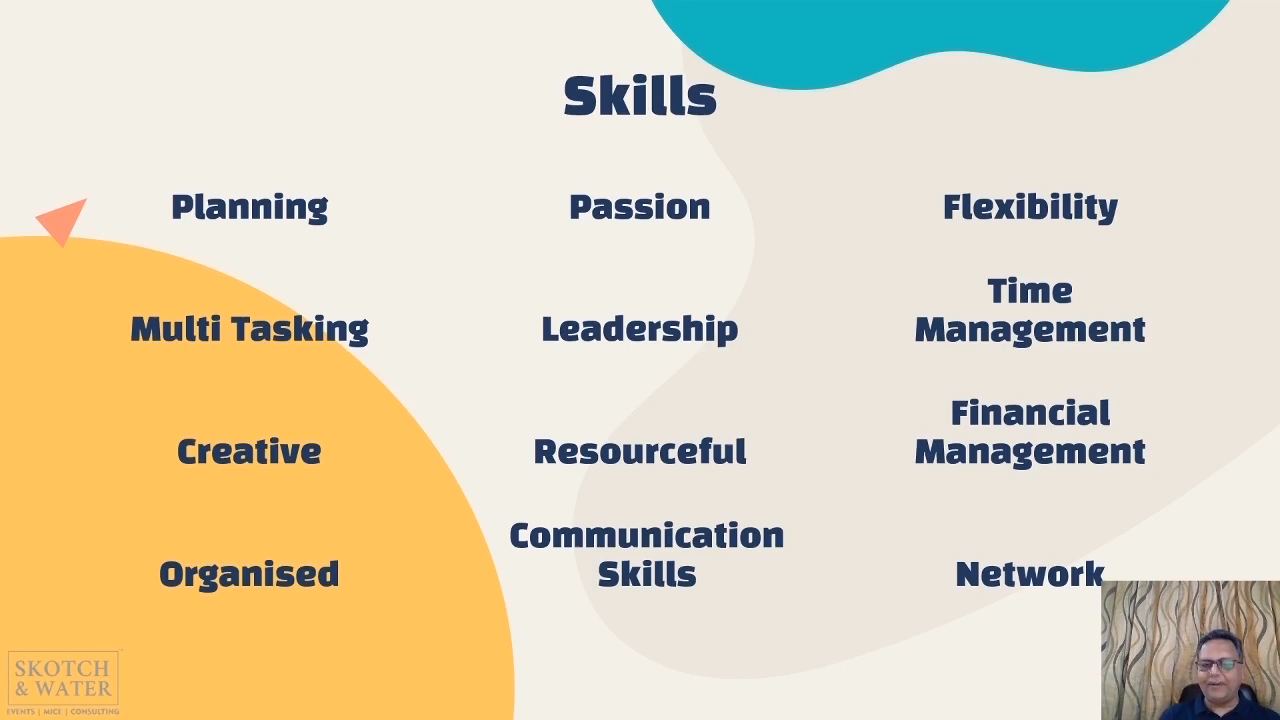 Skills
Planning
Passion
Flexibility
Multi Tasking
Leadership
Time
Management
Creative
Resourceful
Financial
Management
Organised
Communication
Skills
Network
SKOTCH
& WATER
EVENTS | MICE | CONSULTING